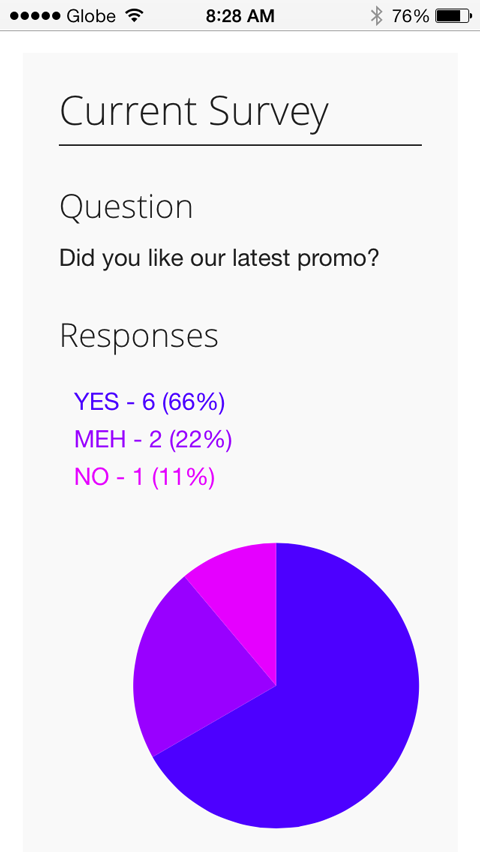 Globe 8:28 AM 76%
Current Survey
Question
Did you like our latest promo?
Responses
YES - 6 (66%)
MEH - 2 (22%)
NO - 1 (11%)